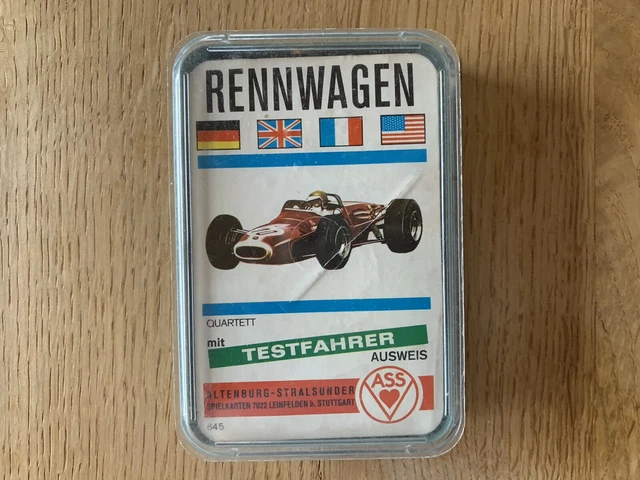 RENNWAGEN
QUARTETT
mit
TESTFAHRER
AUSWEIS
ALTENBURG-STRALSUNDER
SPIELKARTEN 7022 LEINFELDEN b. STUTTGART
ASS
645